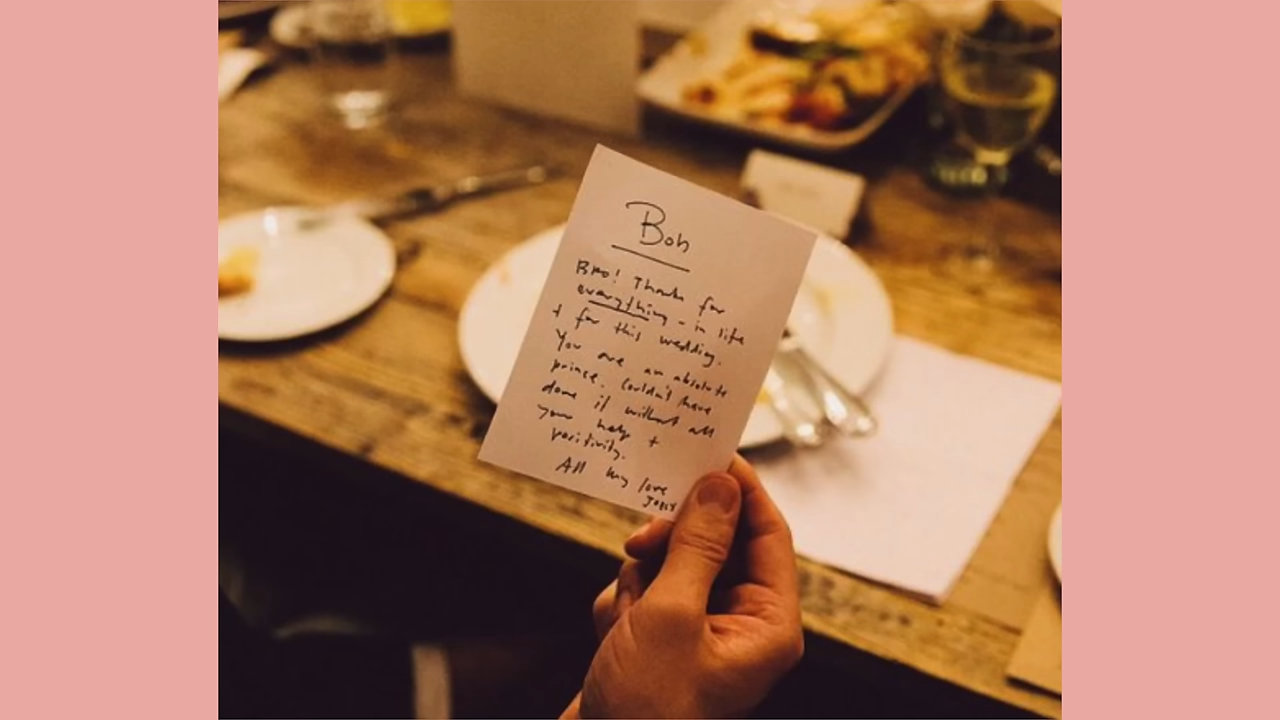 Boh
Bro! Thanks for
everything - in life
+ for this wedding.
You are an absolute
prince. Couldn't have
done it without all
your help +
positivity.
All my love